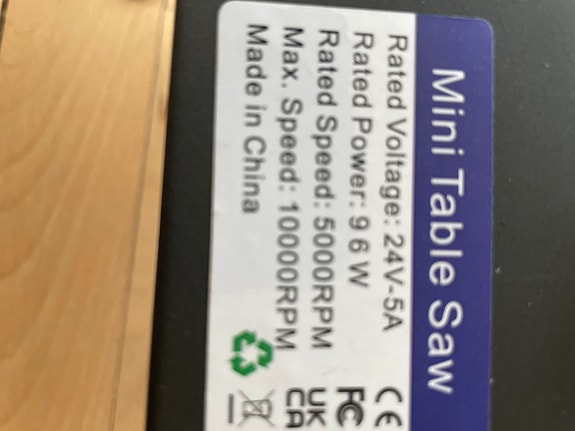 Mini Table Saw
Rated Voltage: 24V-5A
Rated Power: 96W
Rated Speed: 5000RPM
Max. Speed: 10000RPM
Made in China
CE
FC
UK
CA